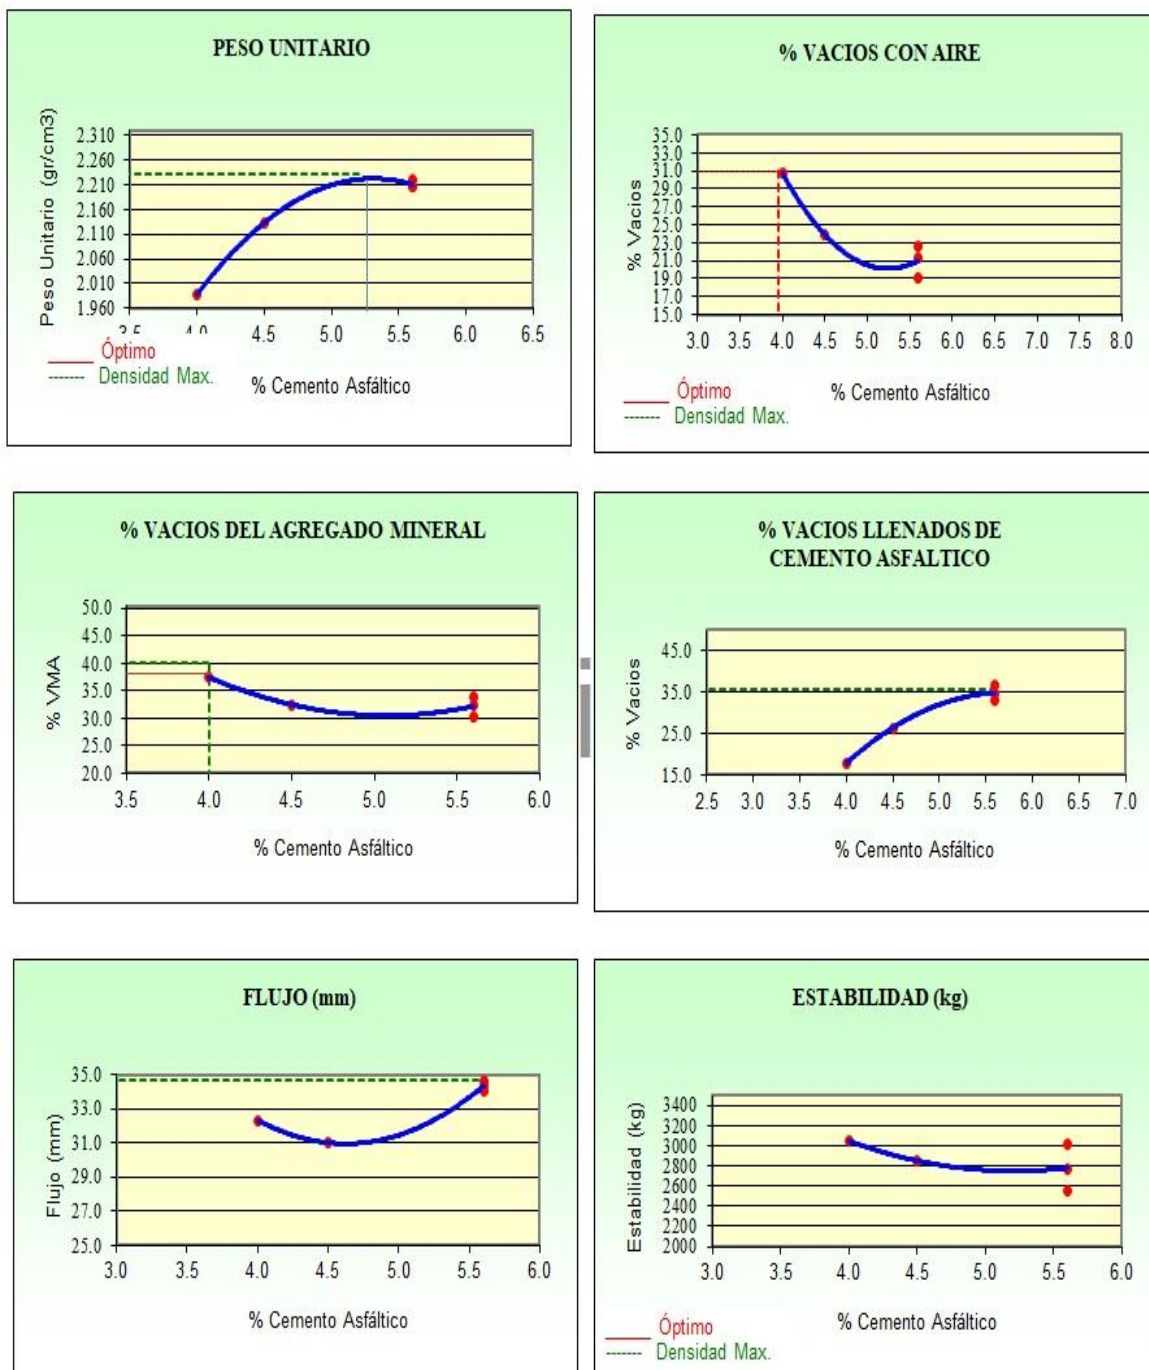 PESO UNITARIO
Peso Unitario (gr/cm3)
2.310
2.260
2.210
2.160
2.110
2.060
2.010
1.960
4.5 5.0 5.5 6.0 6.5
Óptimo
Densidad Max.
% Cemento Asfáltico
% VACIOS CON AIRE
% Vacios
35.0
33.0
31.0
29.0
27.0
25.0
23.0
21.0
19.0
17.0
15.0
3.0 3.5 4.0 4.5 5.0 5.5 6.0 6.5 7.0 7.5 8.0
Óptimo
Densidad Max.
% Cemento Asfáltico
% VACIOS DEL AGREGADO MINERAL
% VMA
50.0
45.0
40.0
35.0
30.0
25.0
20.0
3.5 4.0 4.5 5.0 5.5 6.0
% Cemento Asfáltico
% VACIOS LLENADOS DE
CEMENTO ASFALTICO
% Vacios
45.0
35.0
25.0
15.0
2.5 3.0 3.5 4.0 4.5 5.0 5.5 6.0 6.5 7.0
% Cemento Asfáltico
FLUJO (mm)
Flujo (mm)
35.0
33.0
31.0
29.0
27.0
25.0
3.0 3.5 4.0 4.5 5.0 5.5 6.0
% Cemento Asfáltico
ESTABILIDAD (kg)
Estabilidad (kg)
3400
3200
3000
2800
2600
2400
2200
2000
3.0 3.5 4.0 4.5 5.0 5.5 6.0
% Cemento Asfáltico
Óptimo
Densidad Max.